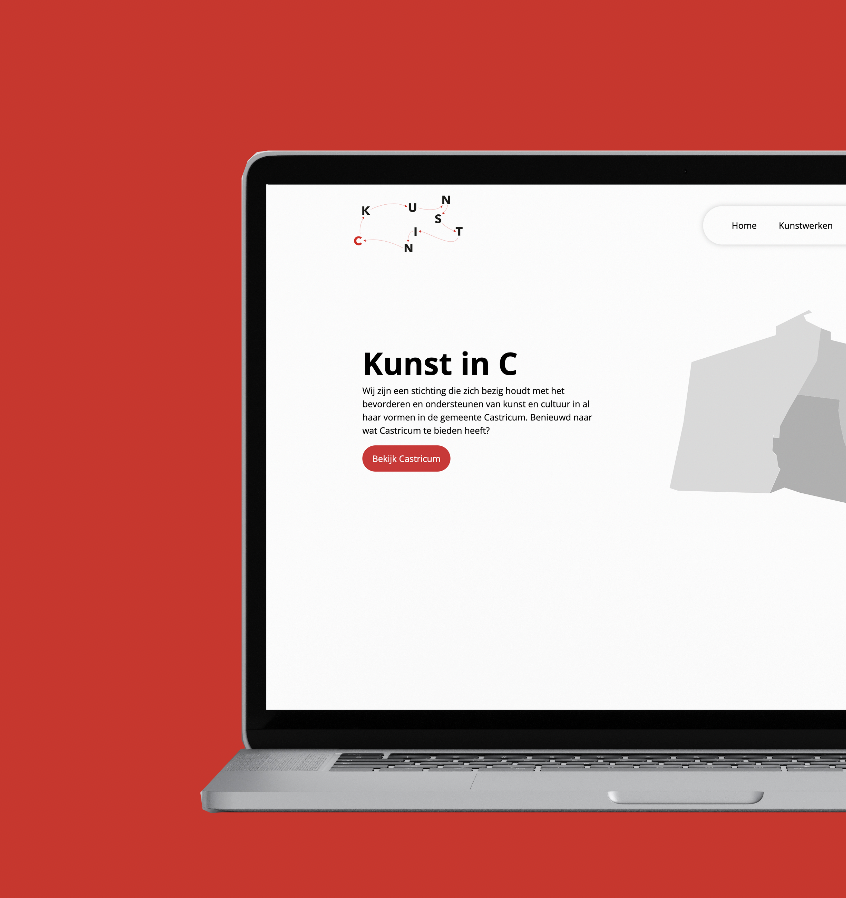 KUNST
IN C
Home Kunstwerken
Kunst in C
Wij zijn een stichting die zich bezig houdt met het
bevorderen en ondersteunen van kunst en cultuur in al
haar vormen in de gemeente Castricum. Benieuwd naar
wat Castricum te bieden heeft?
Bekijk Castricum